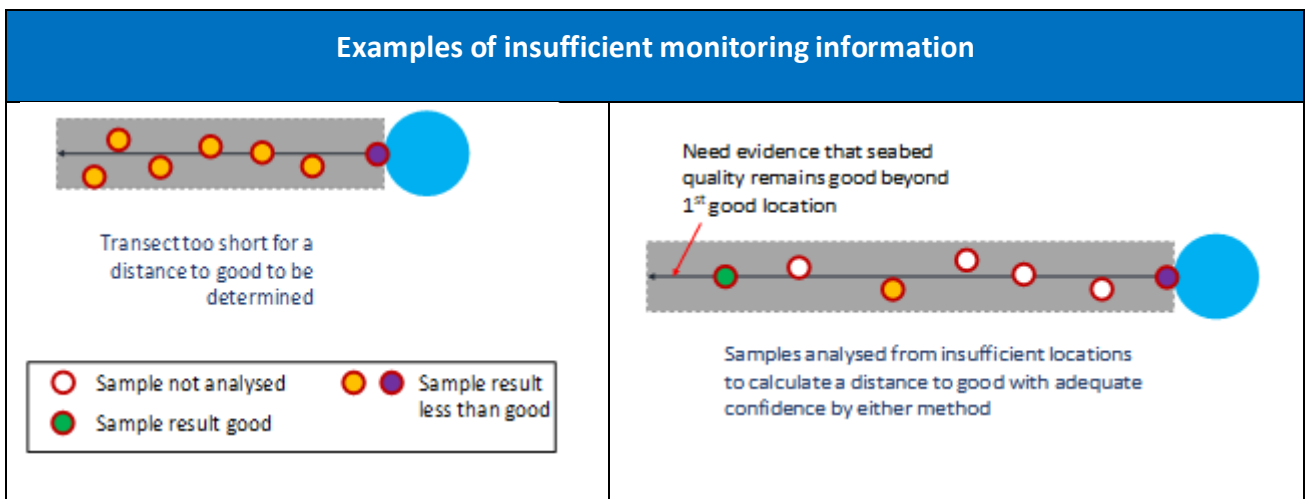 Examples of insufficient monitoring information
Transect too short for a
distance to good to be
determined
Sample not analysed
Sample result good
Sample result
less than good
Need evidence that seabed
quality remains good beyond
1st good location
Samples analysed from insufficient locations
to calculate a distance to good with adequate
confidence by either method